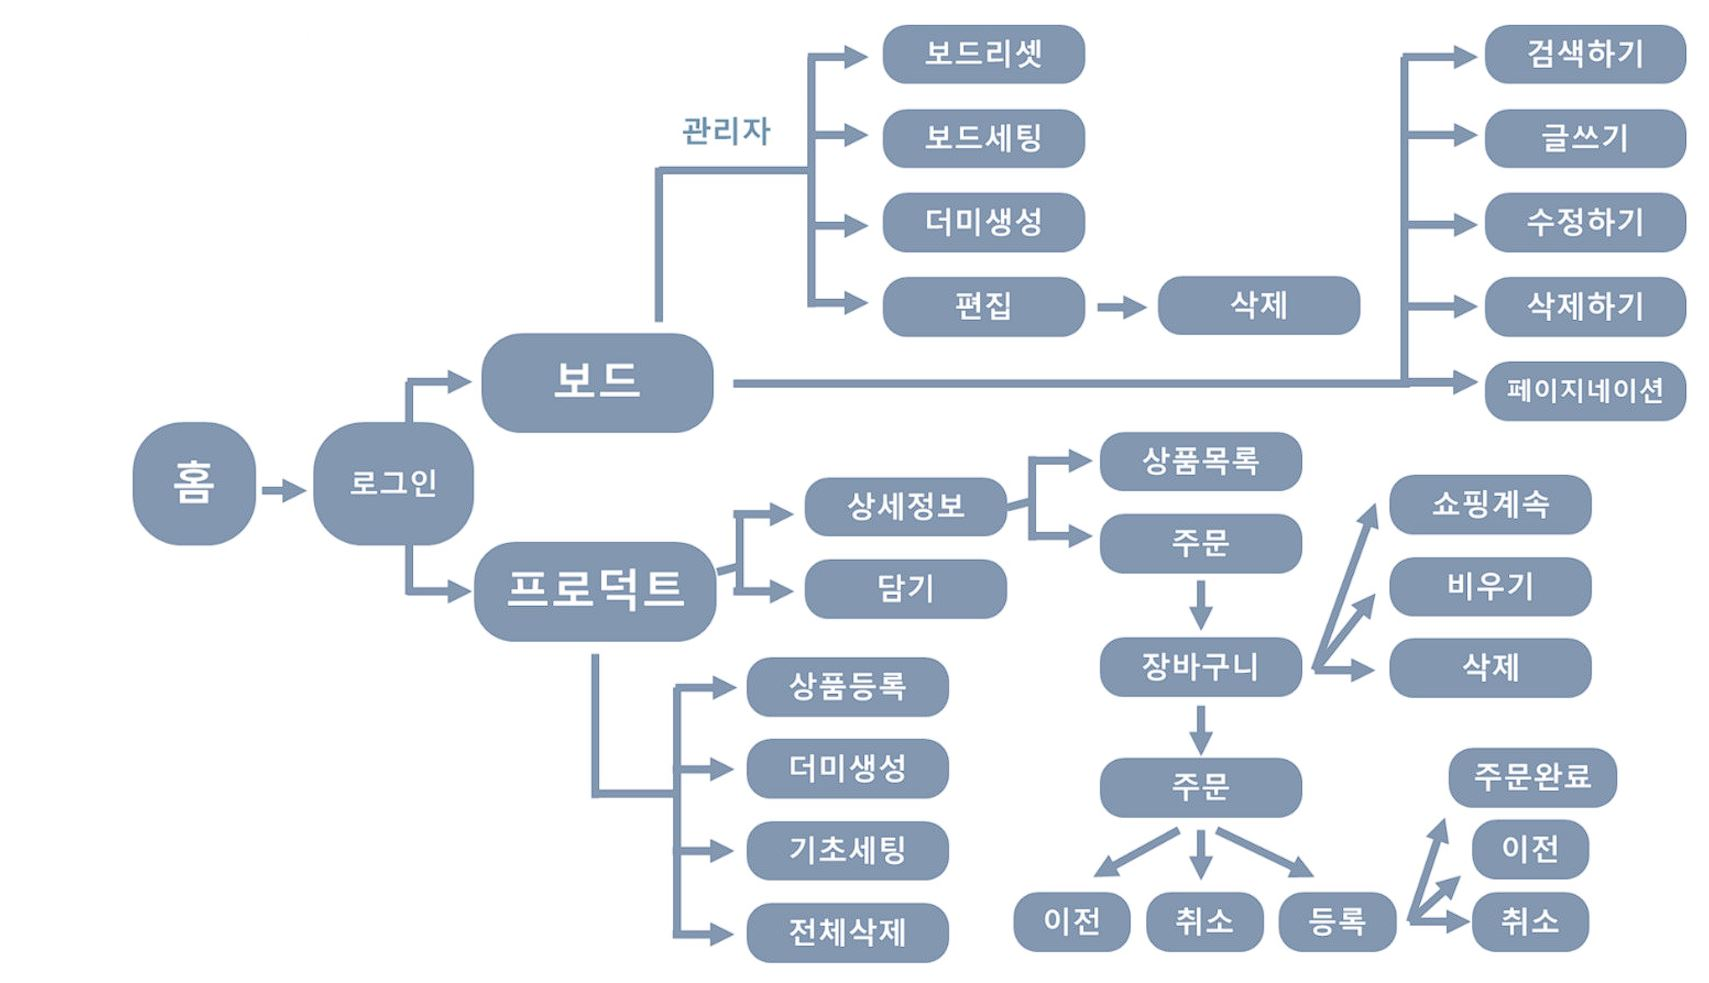 보드리셋
검색하기
관리자
보드세팅
글쓰기
더미생성
수정하기
편집
삭제
삭제하기
보드
페이지네이션
홈
로그인
상품목록
상세정보
쇼핑계속
주문
프로덕트
담기
비우기
장바구니
삭제
상품등록
더미생성
주문
주문완료
기초세팅
이전
전체삭제
이전
취소
등록
취소